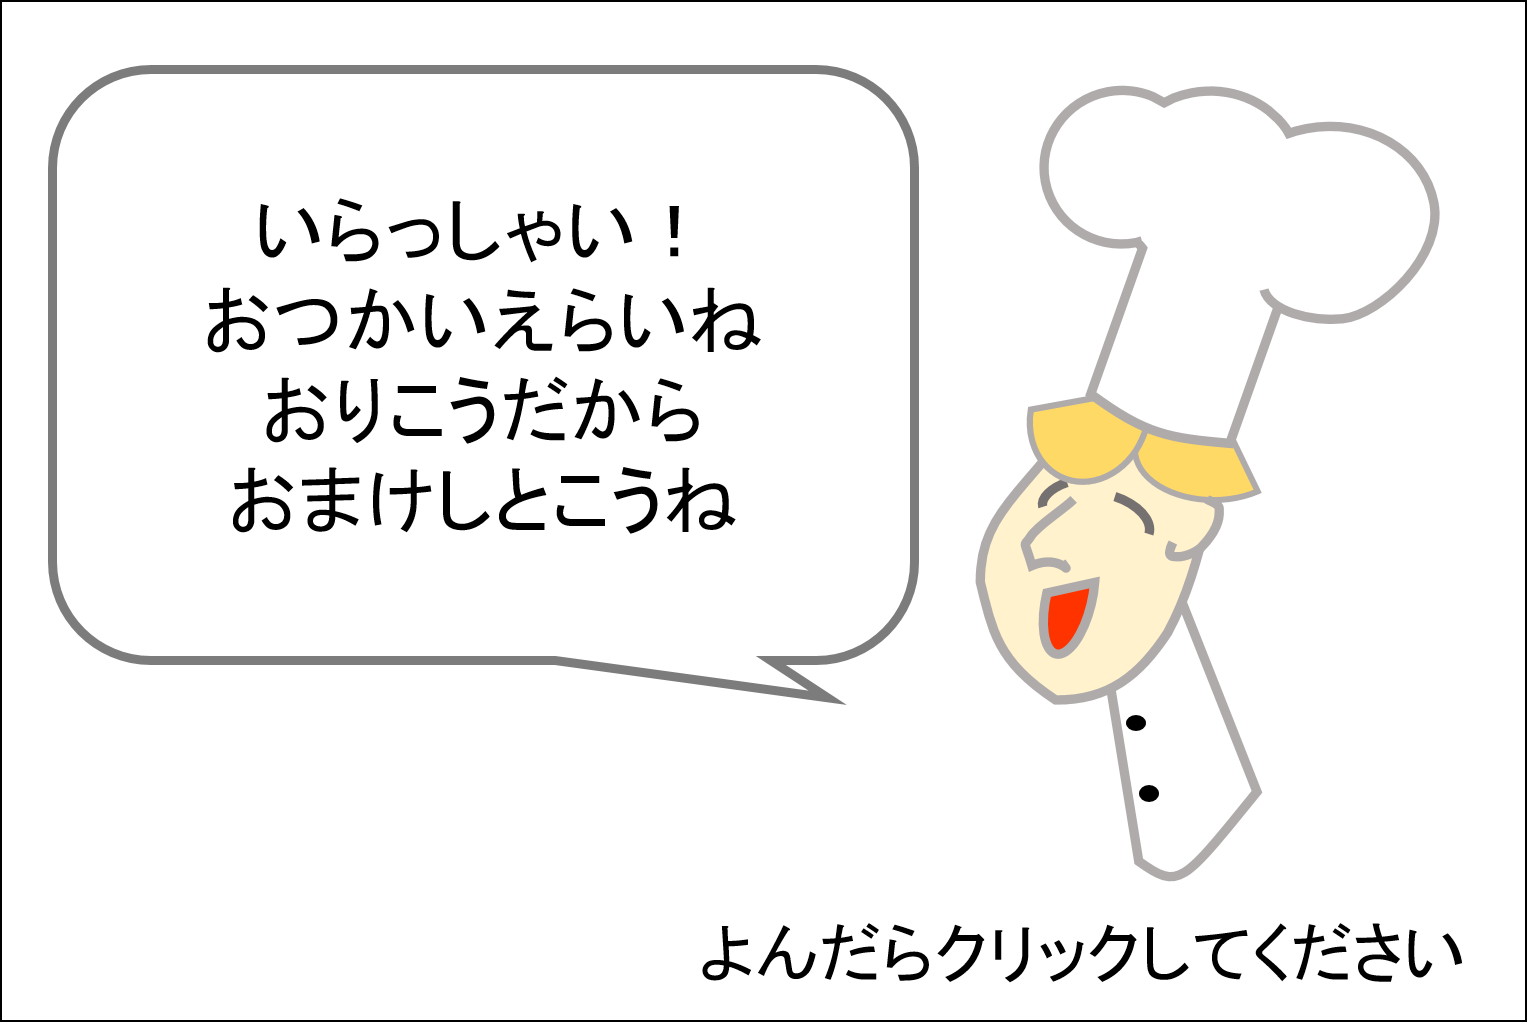 いらっしゃい！
おつかいえらいね
おりこうだから
おまけしとこうね
よんだらクリックしてください